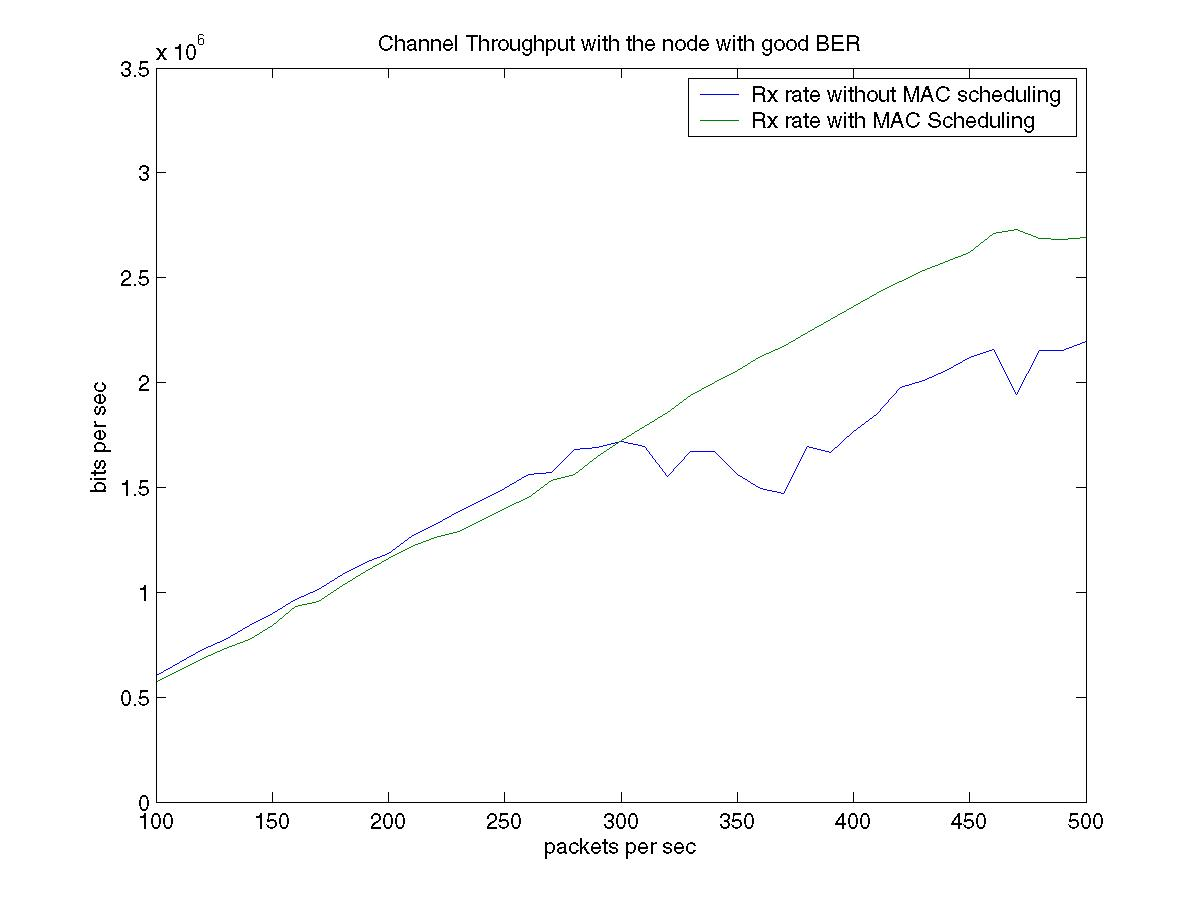 Channel Throughput with the node with good BER
x 10^6
3.5
3
2.5
2
1.5
1
0.5
0
bits per sec
Rx rate without MAC scheduling
Rx rate with MAC Scheduling
100 150 200 250 300 350 400 450 500
packets per sec